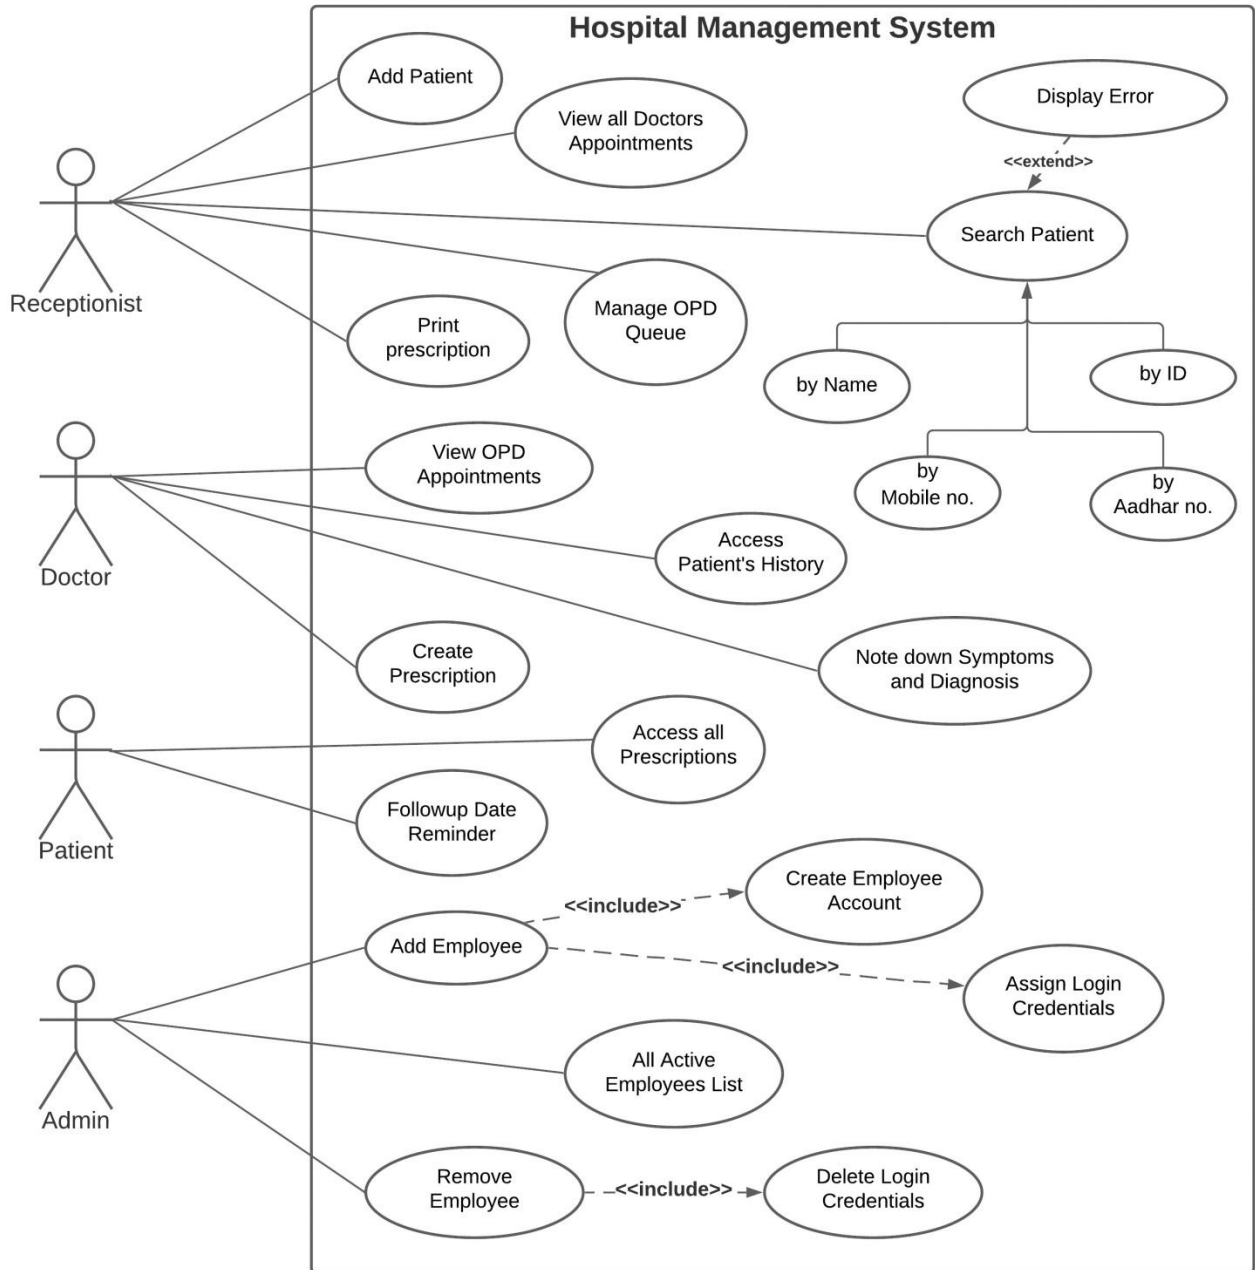 Hospital Management System
Add Patient
View all Doctors
Appointments
Display Error
<<extend>>
Search Patient
Receptionist
Print
prescription
Manage OPD
Queue
by Name
by ID
by
Mobile no.
by
Aadhar no.
View OPD
Appointments
Access
Patient's History
Doctor
Create
Prescription
Note down Symptoms
and Diagnosis
Access all
Prescriptions
Followup Date
Reminder
Patient
Create Employee
Account
<<include>>
Add Employee
<<include>>
Assign Login
Credentials
All Active
Employees List
Admin
Remove
Employee
<<include>>
Delete Login
Credentials